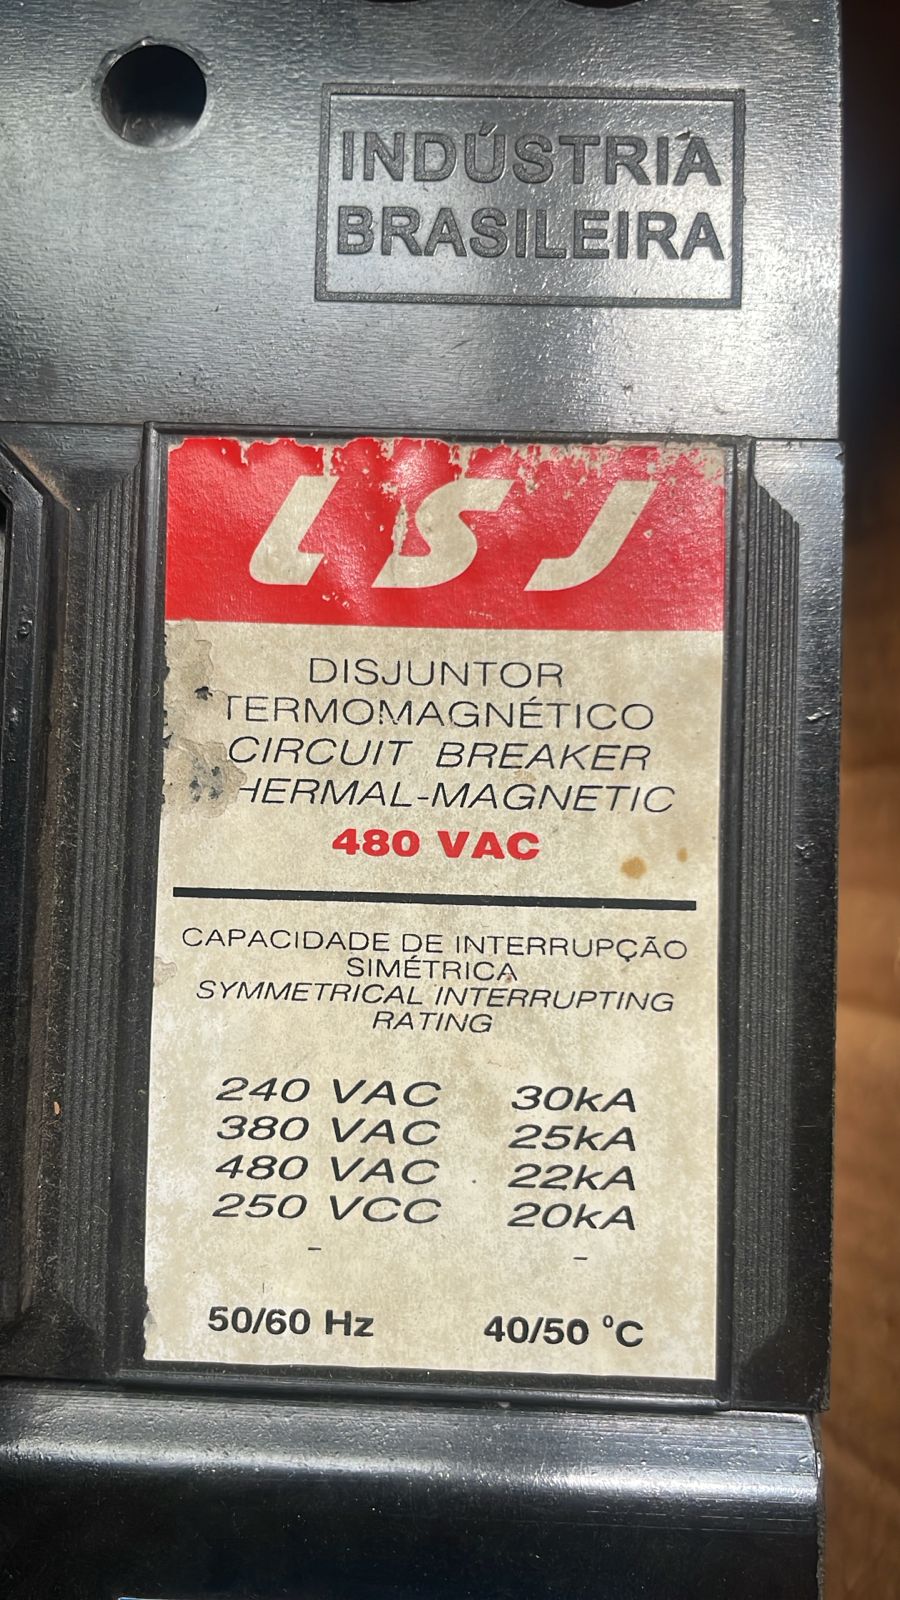 INDÚSTRIA
BRASILEIRA
LSJ
DISJUNTOR
TERMOMAGNÉTICO
CIRCUIT BREAKER
HERMAL-MAGNETIC
480 VAC
CAPACIDADE DE INTERRUPÇÃO
SIMÉTRICA
SYMMETRICAL INTERRUPTING
RATING
240 VAC 30kA
380 VAC 25kA
480 VAC 22kA
250 VCC 20kA
- -
50/60 Hz 40/50 °C